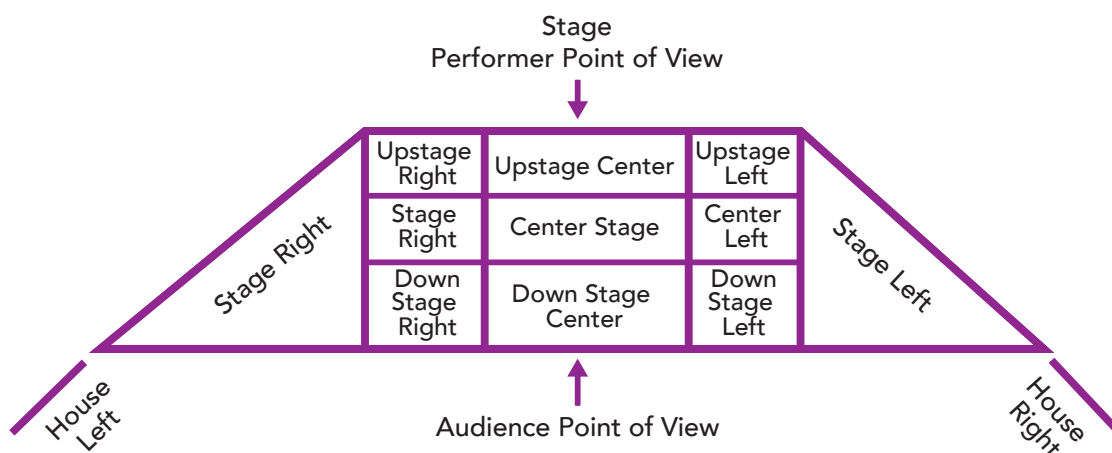 Stage
Performer Point of View
Upstage
Right
Upstage Center
Upstage
Left
Stage
Right
Center Stage
Center
Left
Down
Stage
Right
Down Stage
Center
Down
Stage
Left
Stage Right
Stage Left
House
Left
Audience Point of View
House
Right